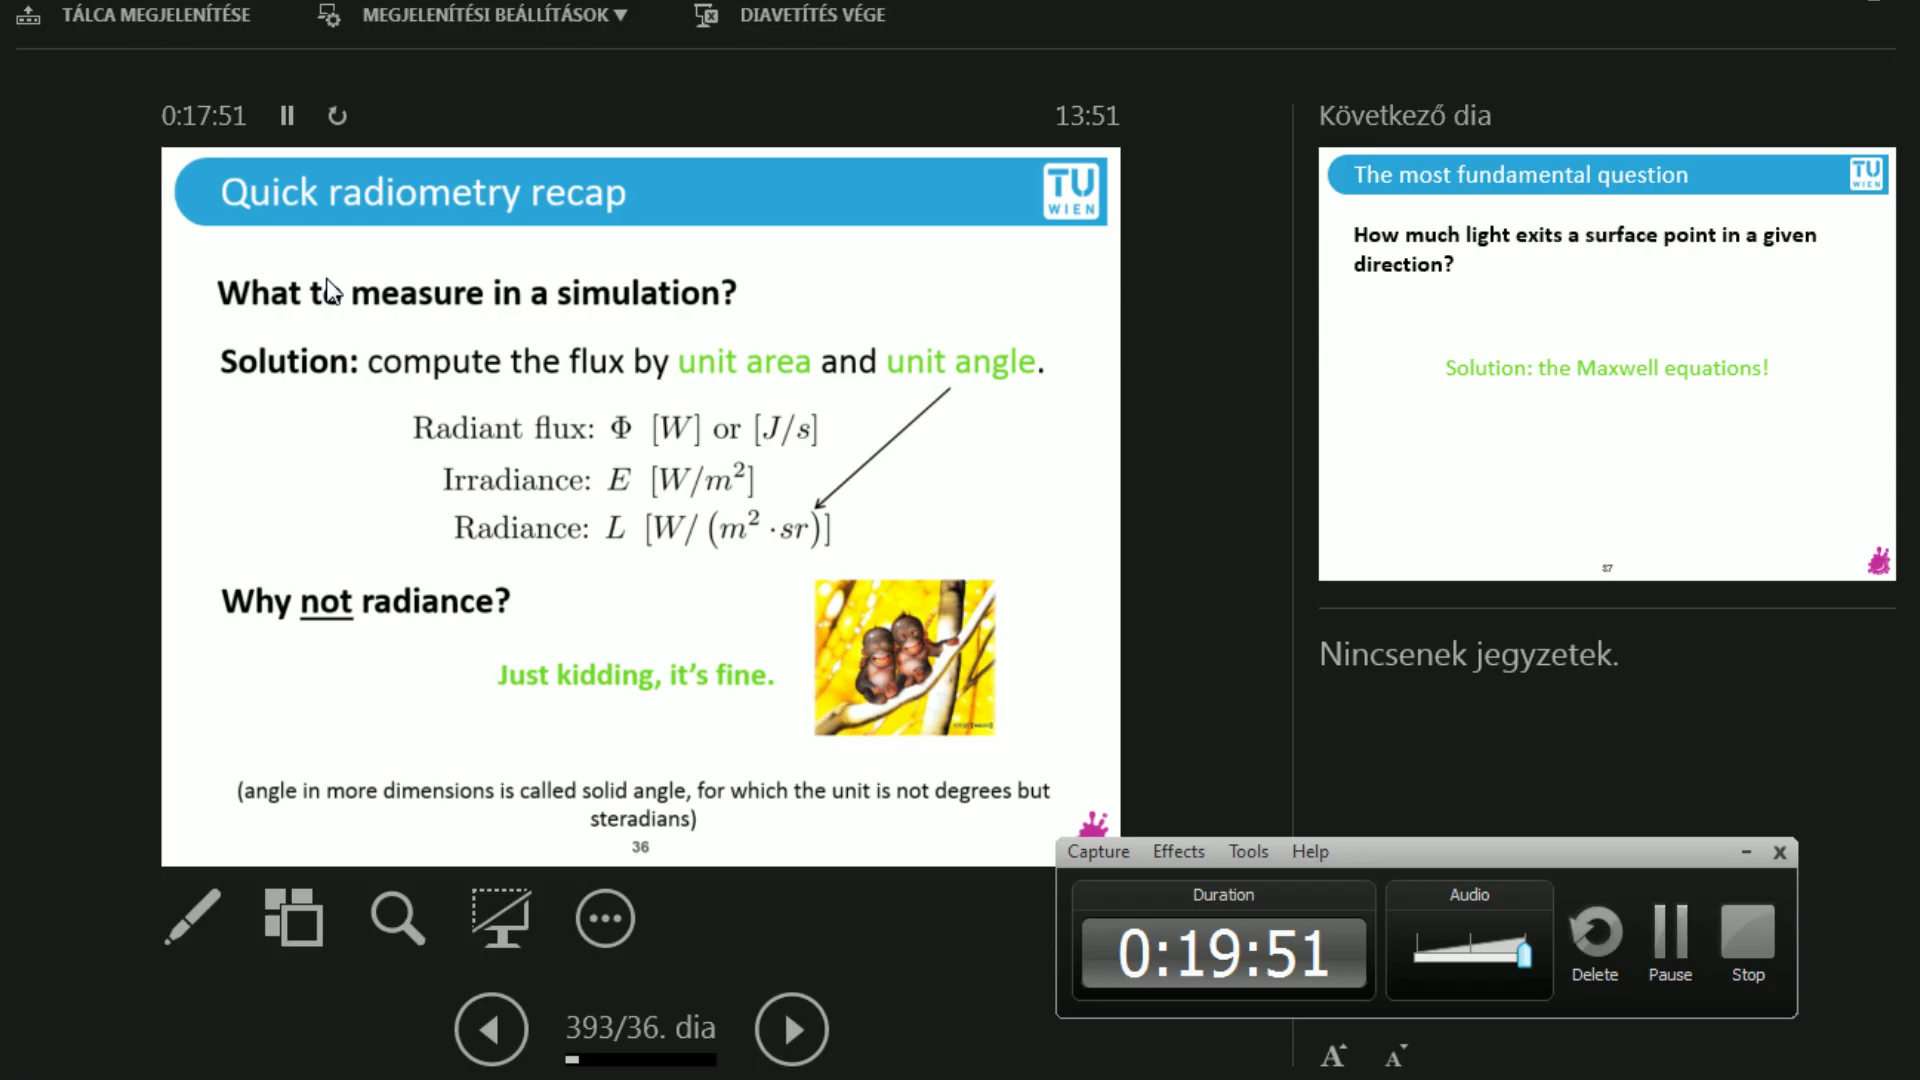 TÁLCA MEGJELENÍTÉSE
MEGJELENÍTÉSI BEÁLLÍTÁSOK ▼
DIAVETÍTÉS VÉGE
0:17:51
13:51
Quick radiometry recap
TU
WIEN
What to measure in a simulation?
Solution: compute the flux by unit area and unit angle.
Radiant flux: Φ [W] or [J/s]
Irradiance: E [W/m²]
Radiance: L [W/ (m² · sr)]
Why not radiance?
Just kidding, it's fine.
(angle in more dimensions is called solid angle, for which the unit is not degrees but
steradians)
36
393/36. dia
Következő dia
The most fundamental question
TU
WIEN
How much light exits a surface point in a given
direction?
Solution: the Maxwell equations!
37
Nincsenek jegyzetek.
Capture Effects Tools Help
Duration
0:19:51
Audio
Delete
Pause
Stop
A A